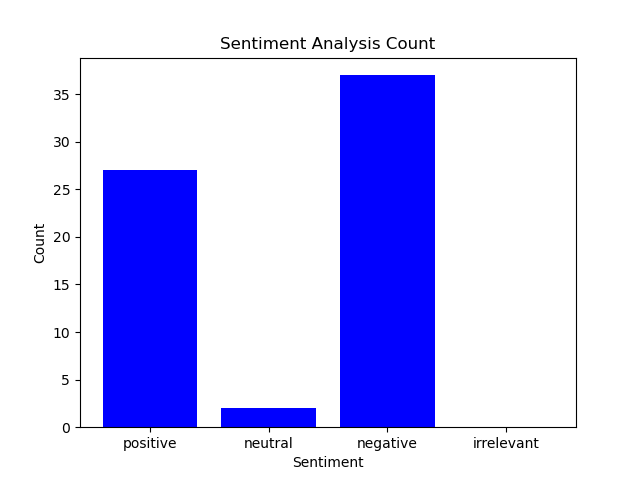 Sentiment Analysis Count
Count
35
30
25
20
15
10
5
0
positive neutral negative irrelevant
Sentiment